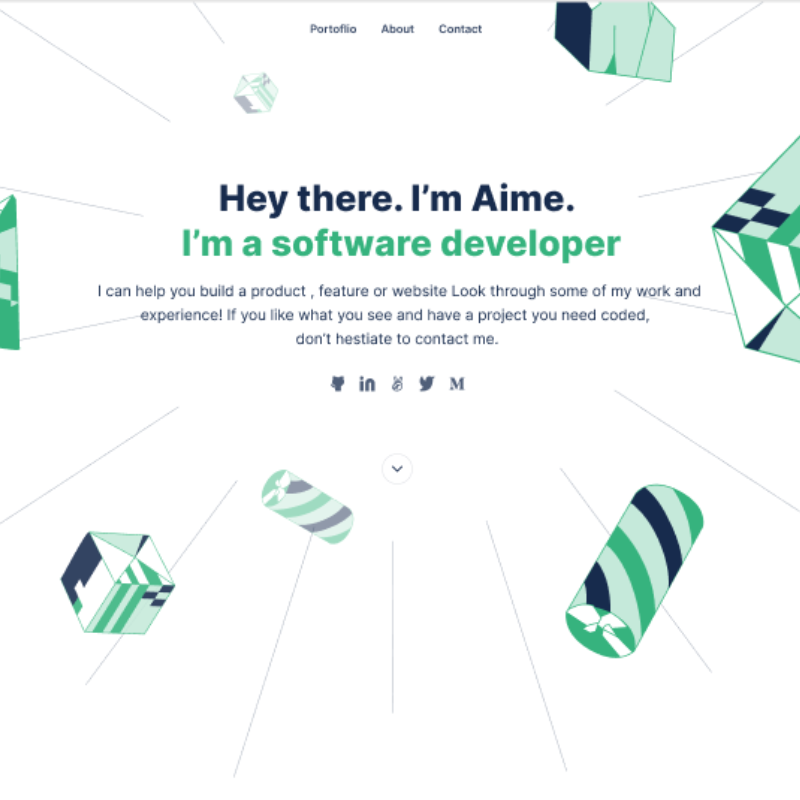 Portoflio About Contact
Hey there. I’m Aime.
I’m a software developer
I can help you build a product , feature or website Look through some of my work and
experience! If you like what you see and have a project you need coded,
don’t hestiate to contact me.